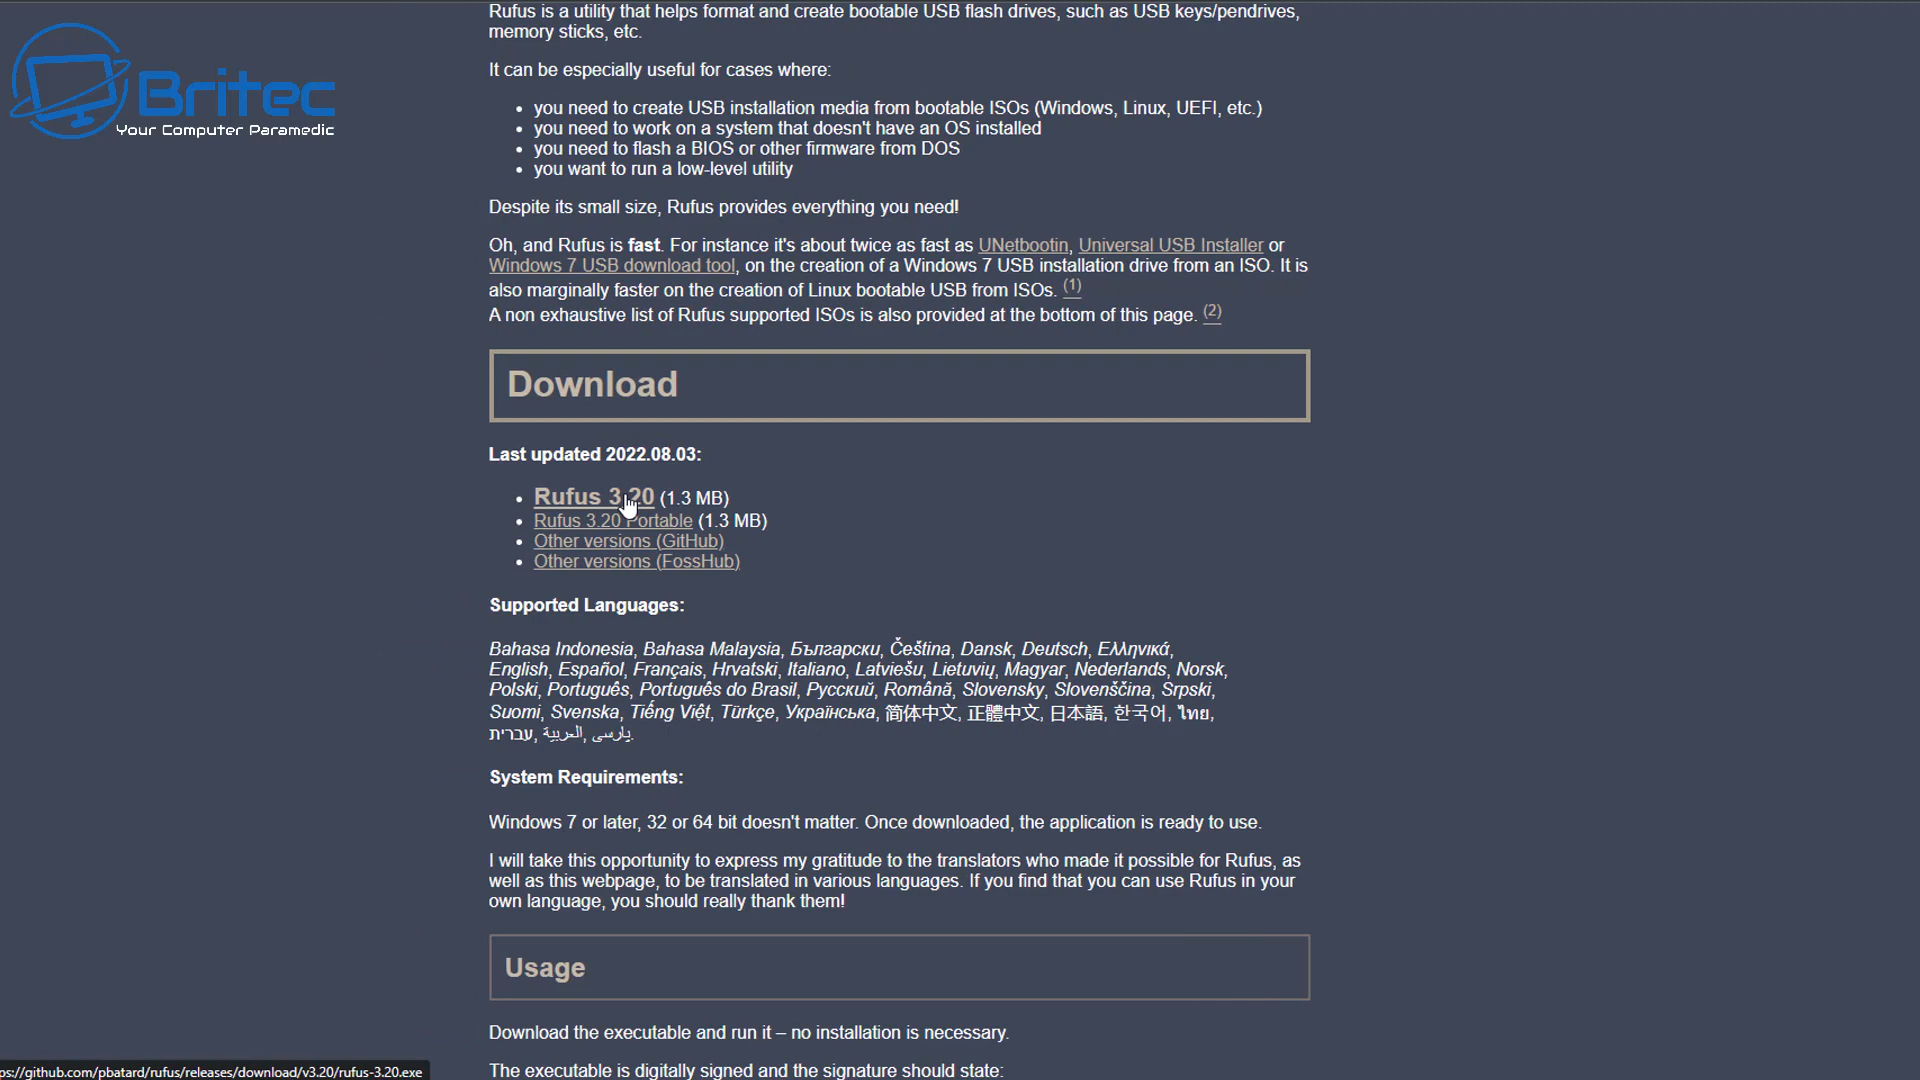 Rufus is a utility that helps format and create bootable USB flash drives, such as USB keys/pendrives,
memory sticks, etc.
Britec
Your Computer Paramedic
It can be especially useful for cases where:
• you need to create USB installation media from bootable ISOs (Windows, Linux, UEFI, etc.)
• you need to work on a system that doesn't have an OS installed
• you need to flash a BIOS or other firmware from DOS
• you want to run a low-level utility
Despite its small size, Rufus provides everything you need!
Oh, and Rufus is fast. For instance it's about twice as fast as UNetbootin, Universal USB Installer or
Windows 7 USB download tool, on the creation of a Windows 7 USB installation drive from an ISO. It is
also marginally faster on the creation of Linux bootable USB from ISOs. (1)
A non exhaustive list of Rufus supported ISOs is also provided at the bottom of this page. (2)
Download
Last updated 2022.08.03:
• Rufus 3.20 (1.3 MB)
• Rufus 3.20 Portable (1.3 MB)
• Other versions (GitHub)
• Other versions (FossHub)
Supported Languages:
Bahasa Indonesia, Bahasa Malaysia, Български, Čeština, Dansk, Deutsch, Ελληνικά,
English, Español, Français, Hrvatski, Italiano, Latviešu, Lietuvių, Magyar, Nederlands, Norsk,
Polski, Português, Português do Brasil, Русский, Română, Slovensky, Slovenščina, Srpski,
Suomi, Svenska, Tiếng Việt, Türkçe, Українська, 简体中文, 正體中文, 日本語, 한국어, ไทย,
עברית, العربية, پارسی.
System Requirements:
Windows 7 or later, 32 or 64 bit doesn't matter. Once downloaded, the application is ready to use.
I will take this opportunity to express my gratitude to the translators who made it possible for Rufus, as
well as this webpage, to be translated in various languages. If you find that you can use Rufus in your
own language, you should really thank them!
Usage
Download the executable and run it – no installation is necessary.
The executable is digitally signed and the signature should state:
ps://github.com/pbatard/rufus/releases/download/v3.20/rufus-3.20.exe